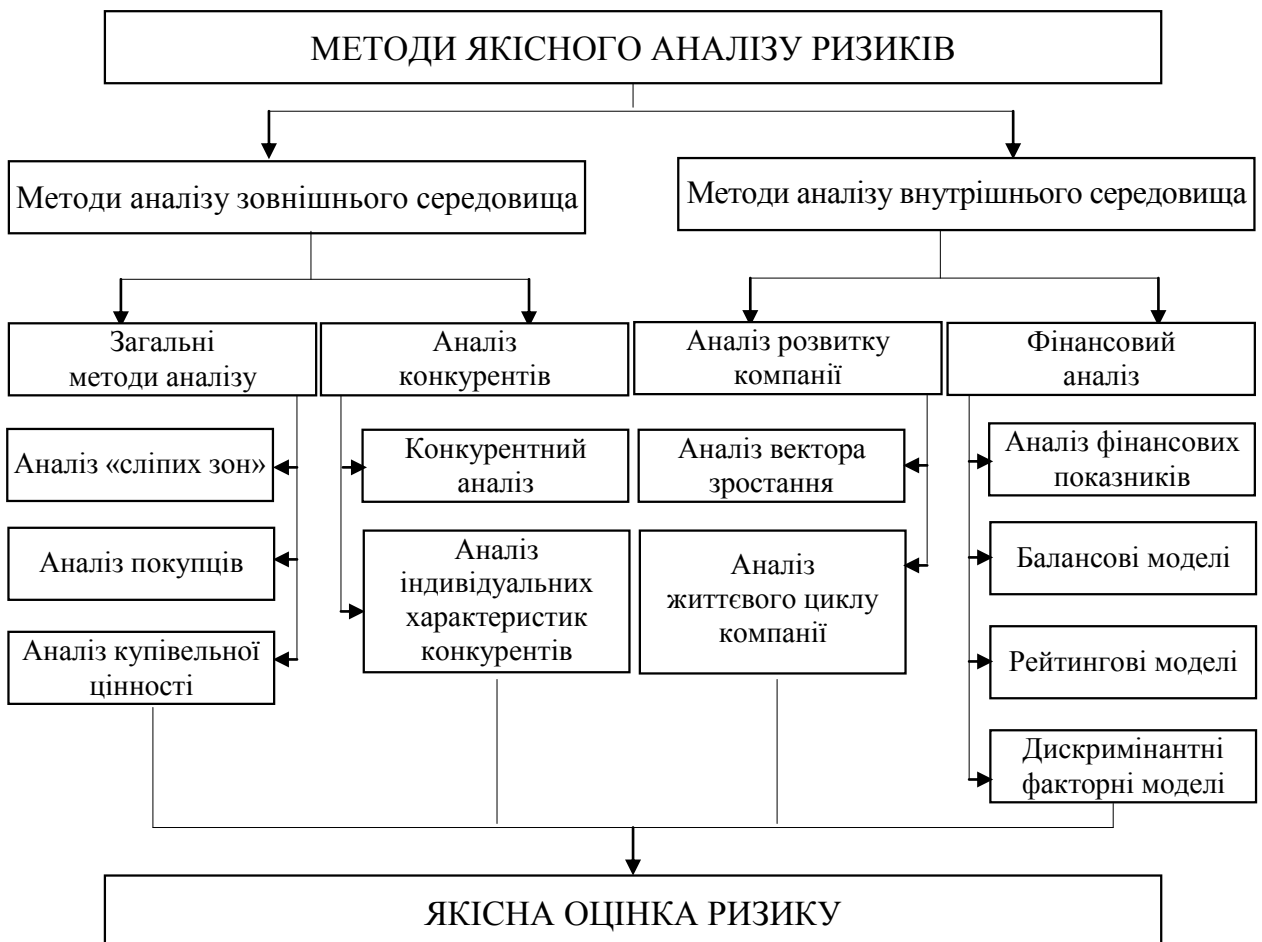 МЕТОДИ ЯКІСНОГО АНАЛІЗУ РИЗИКІВ
Методи аналізу зовнішнього середовища
Методи аналізу внутрішнього середовища
Загальні
методи аналізу
Аналіз
конкурентів
Аналіз розвитку
компанії
Фінансовий
аналіз
Аналіз «сліпих зон»
Аналіз покупців
Аналіз купівельної
цінності
Конкурентний
аналіз
Аналіз
індивідуальних
характеристик
конкурентів
Аналіз вектора
зростання
Аналіз
життєвого циклу
компанії
Аналіз фінансових
показників
Балансові моделі
Рейтингові моделі
Дискримінантні
факторні моделі
ЯКІСНА ОЦІНКА РИЗИКУ